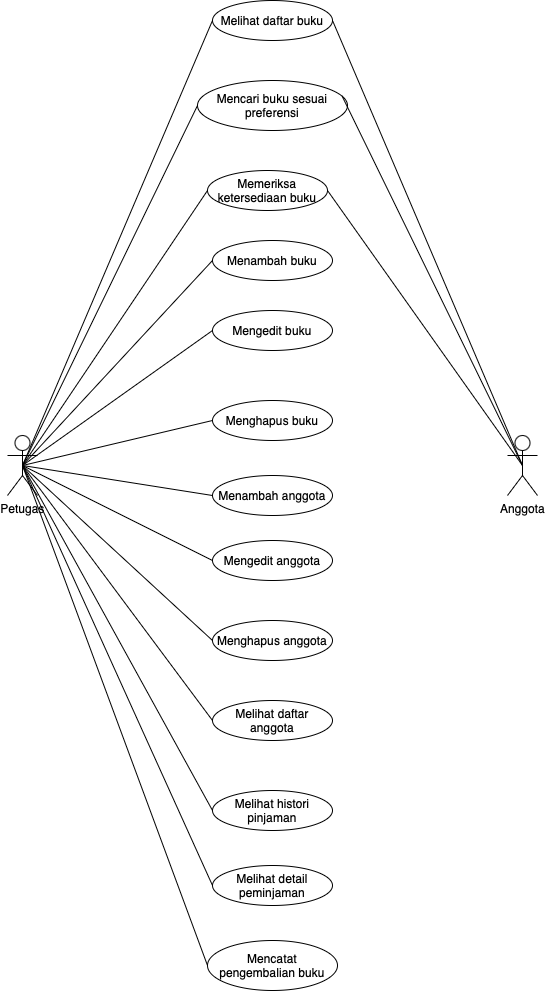 Melihat daftar buku
Mencari buku sesuai
preferensi
Memeriksa
ketersediaan buku
Menambah buku
Mengedit buku
Menghapus buku
Petugas
Anggota
Menambah anggota
Mengedit anggota
Menghapus anggota
Melihat daftar
anggota
Melihat histori
pinjaman
Melihat detail
peminjaman
Mencatat
pengembalian buku